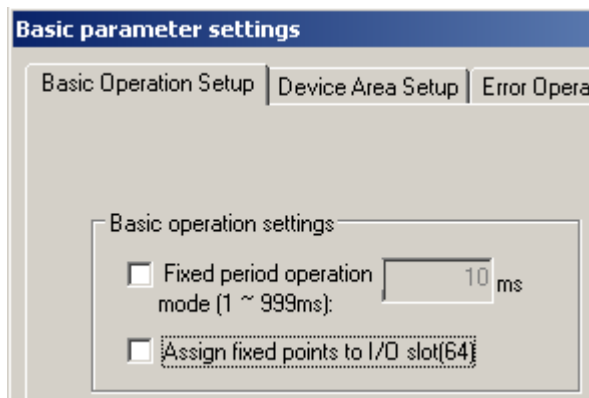 Basic parameter settings
Basic Operation Setup Device Area Setup Error Opera
Basic operation settings
Fixed period operation 10 ms
mode (1 ~ 999ms):
Assign fixed points to I/O slot(64)